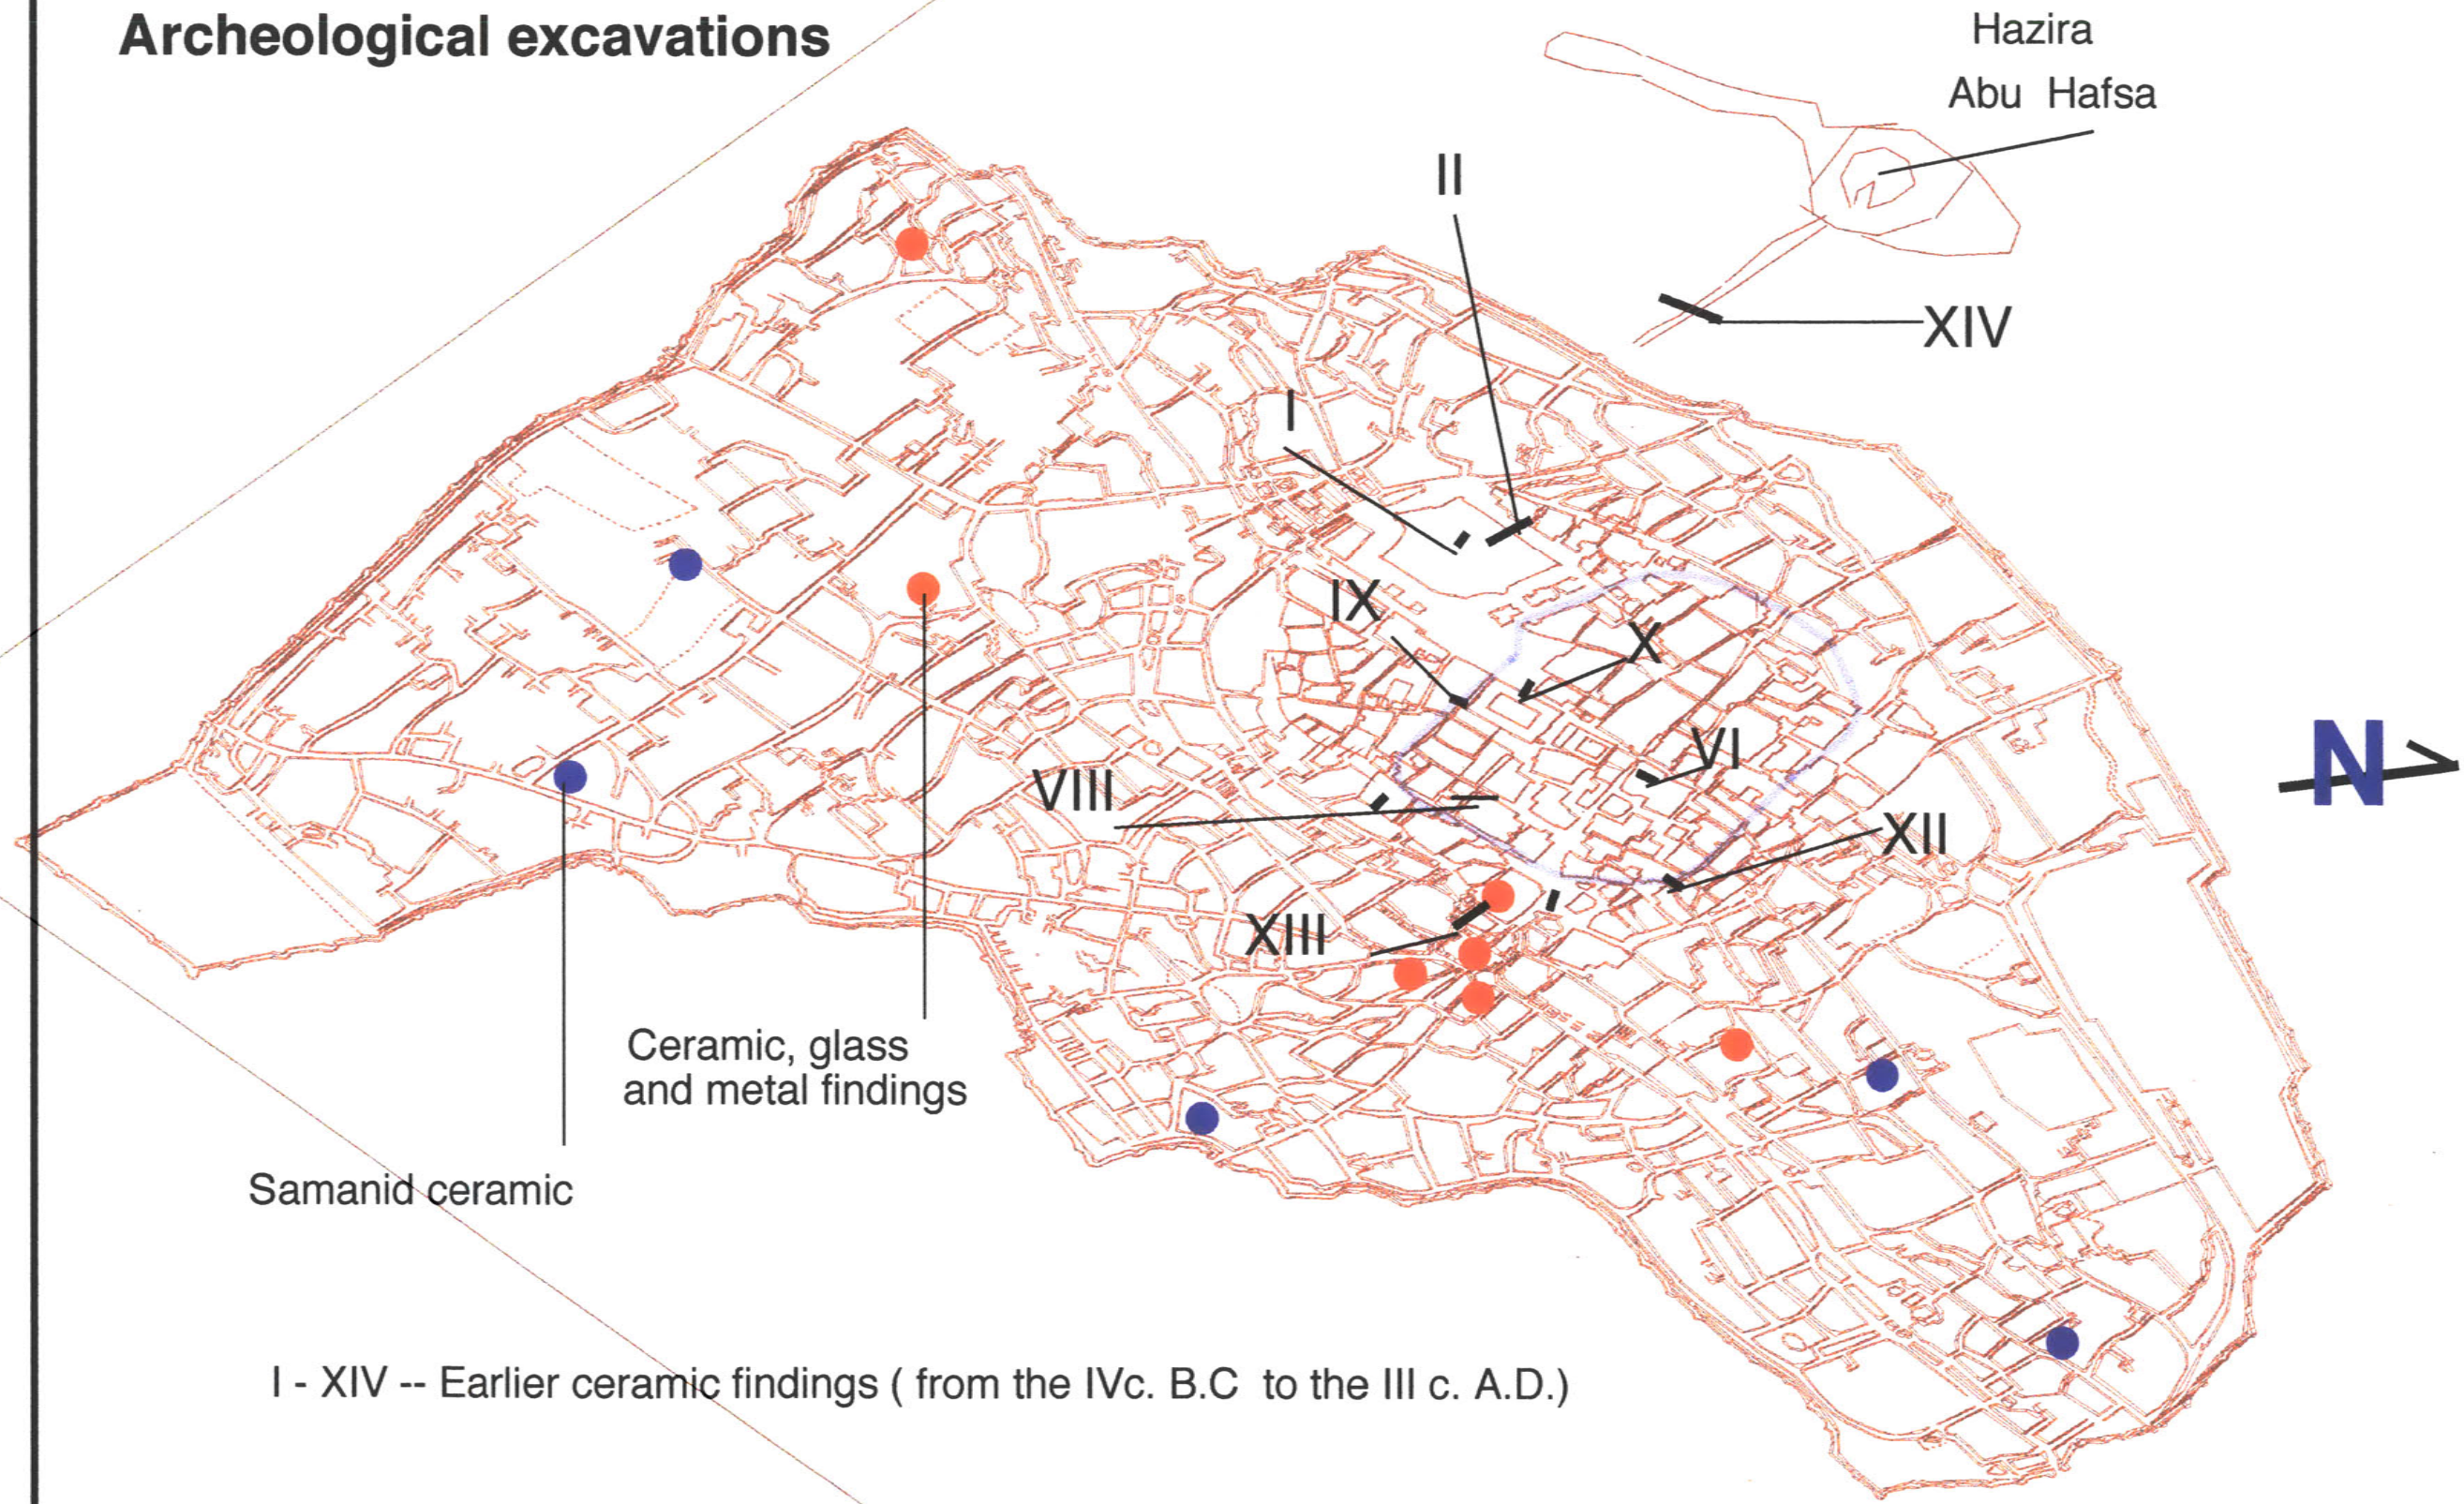 Archeological excavations
Hazira
Abu Hafsa
II
XIV
I
IX
X
VI
VIII
XII
XIII
N
Ceramic, glass
and metal findings
Samanid ceramic
I - XIV -- Earlier ceramic findings ( from the IVc. B.C to the III c. A.D.)